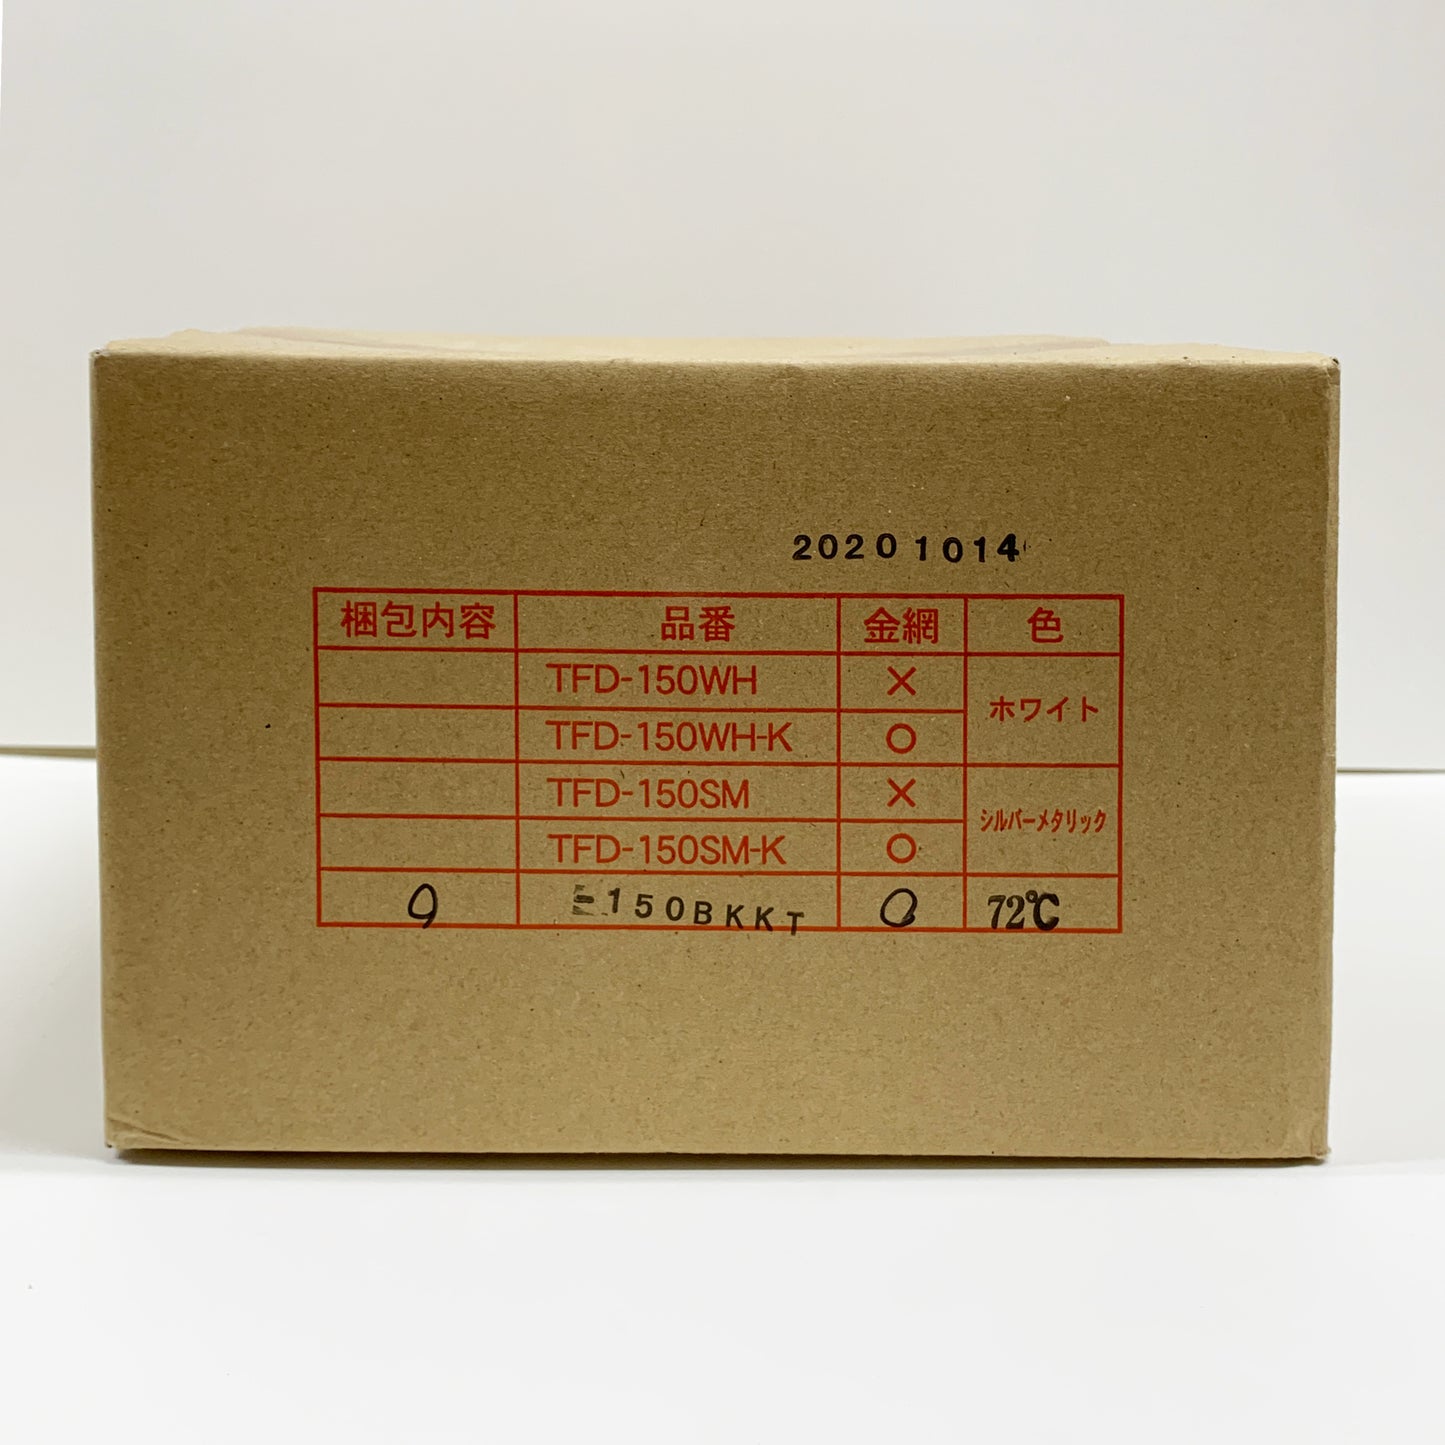 20201014
梱包内容 品番 金網 色
TFD-150WH ×
ホワイト
TFD-150WH-K ○
TFD-150SM ×
シルバーメタリック
TFD-150SM-K ○
○ 150BKKT ○ 72℃